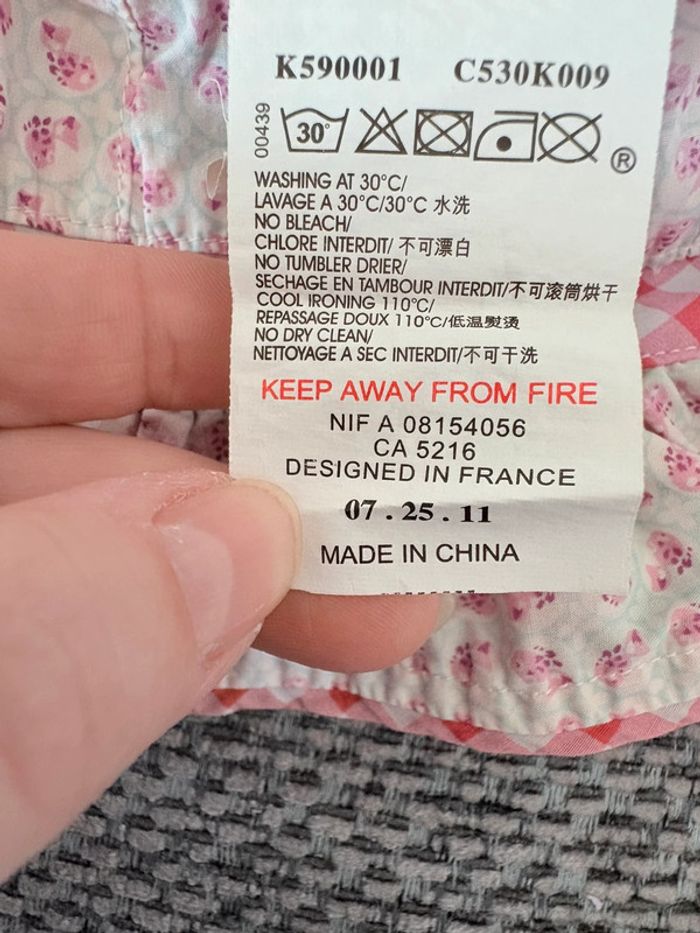 K590001 C530K009
00439
30°
®
WASHING AT 30°C/
LAVAGE A 30°C/30°C 水洗
NO BLEACH/
CHLORE INTERDIT/ 不可漂白
NO TUMBLER DRIER/
SECHAGE EN TAMBOUR INTERDIT/不可滚筒烘干
COOL IRONING 110°C/
REPASSAGE DOUX 110°C/低温熨烫
NO DRY CLEAN/
NETTOYAGE A SEC INTERDIT/不可干洗
KEEP AWAY FROM FIRE
NIF A 08154056
CA 5216
DESIGNED IN FRANCE
07 . 25 . 11
MADE IN CHINA